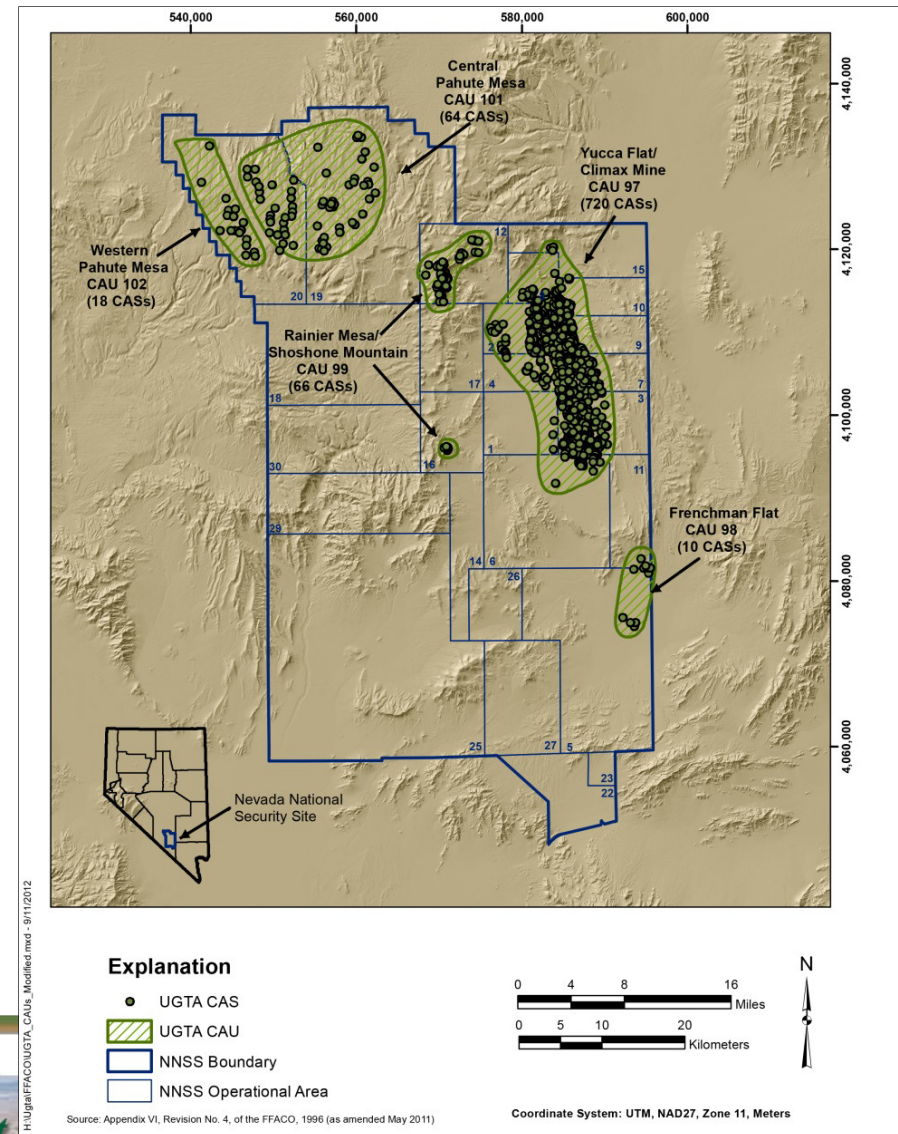 540,000 560,000 580,000 600,000
4,140,000
4,120,000
4,100,000
4,080,000
4,060,000
Central
Pahute Mesa
CAU 101
(64 CASs)
Yucca Flat/
Climax Mine
CAU 97
(720 CASs)
Western
Pahute Mesa
CAU 102
(18 CASs)
Rainier Mesa/
Shoshone Mountain
CAU 99
(66 CASs)
Frenchman Flat
CAU 98
(10 CASs)
12
15
20 19
10
2
9
17 4
7
3
18
1
11
30
16
29
14 6
26
25
27 5
23
22
Nevada National
Security Site
H:\Ugta\FFACO\UGTA_CAUs_Modified.mxd - 9/11/2012
Explanation
UGTA CAS
UGTA CAU
NNSS Boundary
NNSS Operational Area
0 4 8 16
Miles
0 5 10 20
Kilometers
N
Source: Appendix VI, Revision No. 4, of the FFACO, 1996 (as amended May 2011)
Coordinate System: UTM, NAD27, Zone 11, Meters